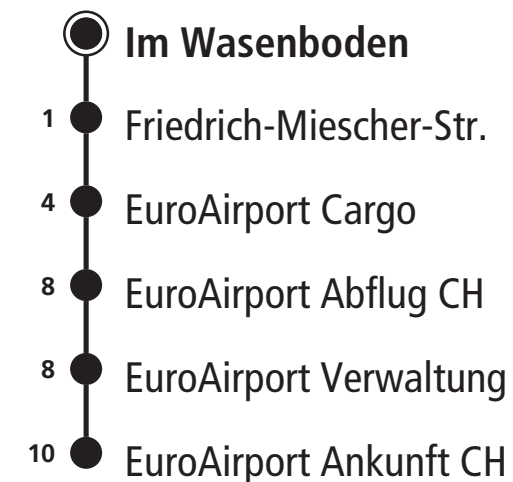 Im Wasenboden
1 Friedrich-Miescher-Str.
4 EuroAirport Cargo
8 EuroAirport Abflug CH
8 EuroAirport Verwaltung
10 EuroAirport Ankunft CH